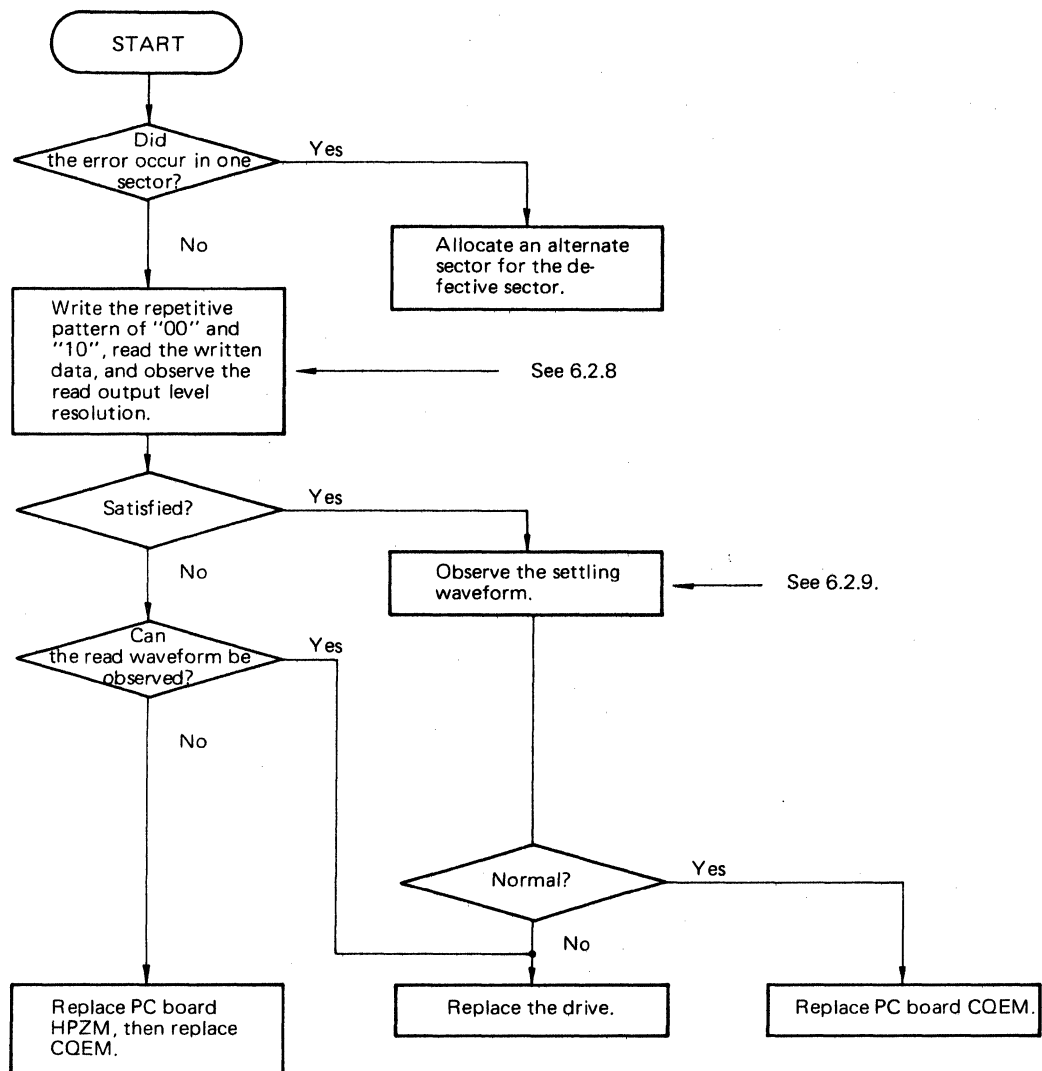 START
Did
the error occur in one
sector?
Yes
No
Allocate an alternate
sector for the de-
fective sector.
Write the repetitive
pattern of "00" and
"10", read the written
data, and observe the
read output level
resolution.
See 6.2.8
Satisfied?
Yes
No
Observe the settling
waveform.
See 6.2.9.
Can
the read waveform be
observed?
Yes
No
Normal?
Yes
No
Replace PC board
HPZM, then replace
CQEM.
Replace the drive.
Replace PC board CQEM.